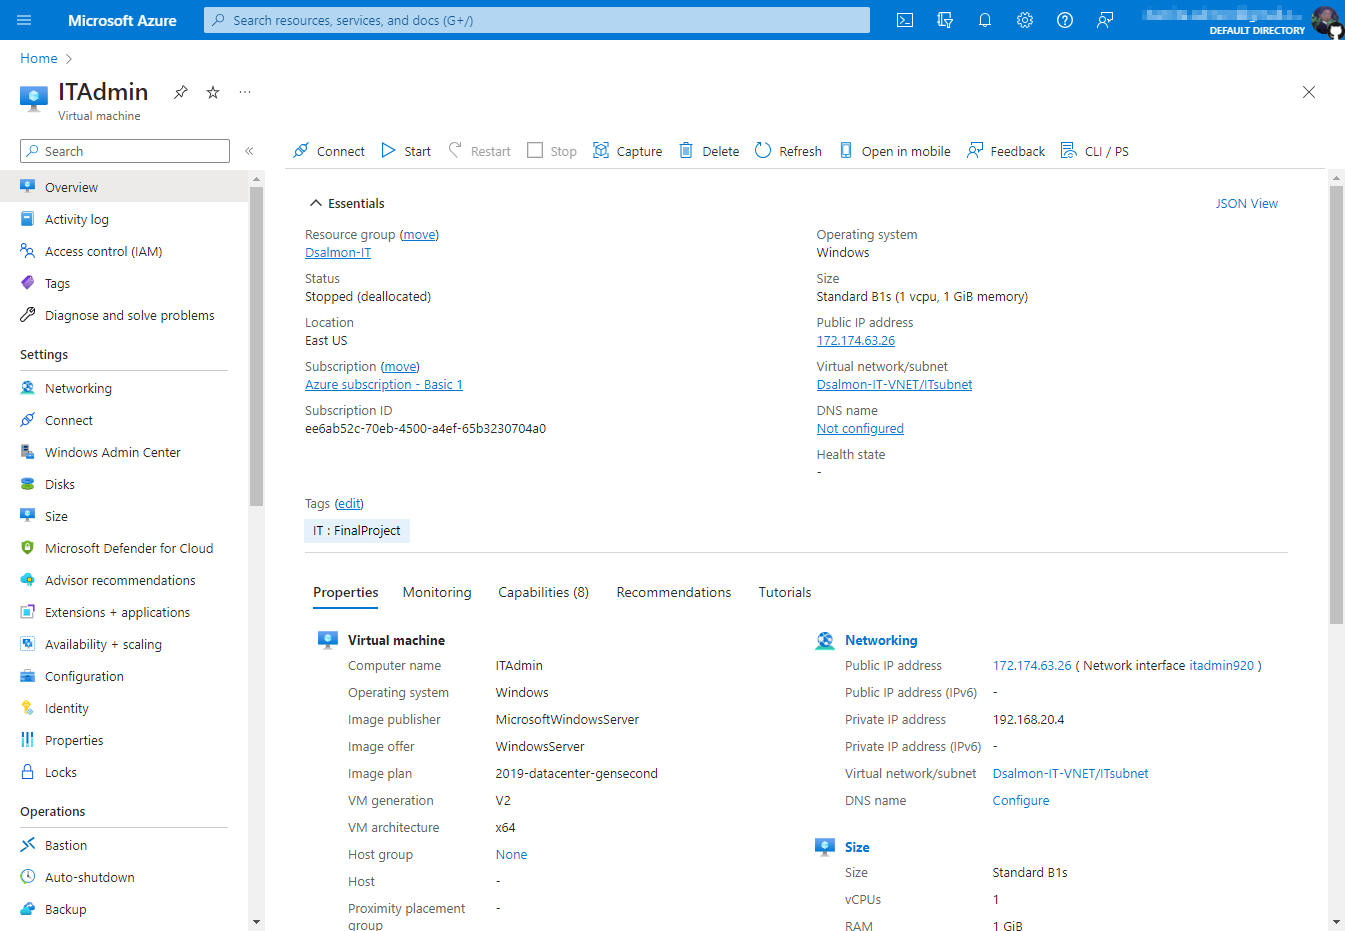 Microsoft Azure
Search resources, services, and docs (G+/)
DEFAULT DIRECTORY
Home
ITAdmin
Virtual machine
Search
Overview
Activity log
Access control (IAM)
Tags
Diagnose and solve problems
Settings
Networking
Connect
Windows Admin Center
Disks
Size
Microsoft Defender for Cloud
Advisor recommendations
Extensions + applications
Availability + scaling
Configuration
Identity
Properties
Locks
Operations
Bastion
Auto-shutdown
Backup
Connect Start Restart Stop Capture Delete Refresh Open in mobile Feedback CLI / PS
Essentials
JSON View
Resource group (move)
Dsalmon-IT
Status
Stopped (deallocated)
Location
East US
Subscription (move)
Azure subscription - Basic 1
Subscription ID
ee6ab52c-70eb-4500-a4ef-65b3230704a0
Operating system
Windows
Size
Standard B1s (1 vcpu, 1 GiB memory)
Public IP address
172.174.63.26
Virtual network/subnet
Dsalmon-IT-VNET/ITsubnet
DNS name
Not configured
Health state
-
Tags (edit)
IT : FinalProject
Properties Monitoring Capabilities (8) Recommendations Tutorials
Virtual machine
Computer name ITAdmin
Operating system Windows
Image publisher MicrosoftWindowsServer
Image offer WindowsServer
Image plan 2019-datacenter-gensecond
VM generation V2
VM architecture x64
Host group None
Host -
Proximity placement -
group
Networking
Public IP address 172.174.63.26 ( Network interface itadmin920 )
Public IP address (IPv6) -
Private IP address 192.168.20.4
Private IP address (IPv6) -
Virtual network/subnet Dsalmon-IT-VNET/ITsubnet
DNS name Configure
Size
Size Standard B1s
vCPUs 1
RAM 1 GiB